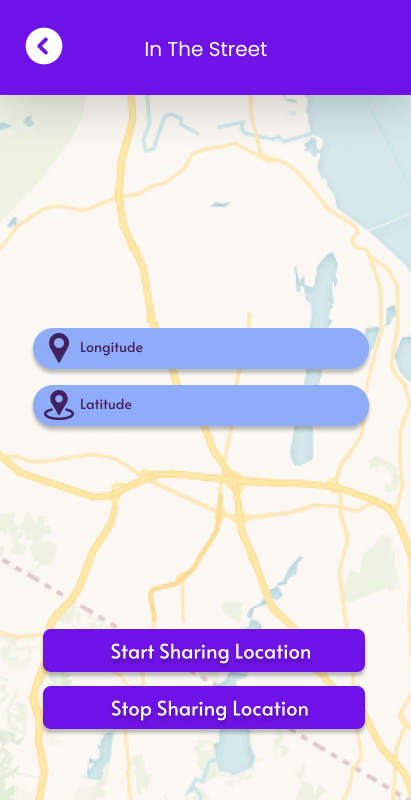 In The Street
Longitude
Latitude
Start Sharing Location
Stop Sharing Location